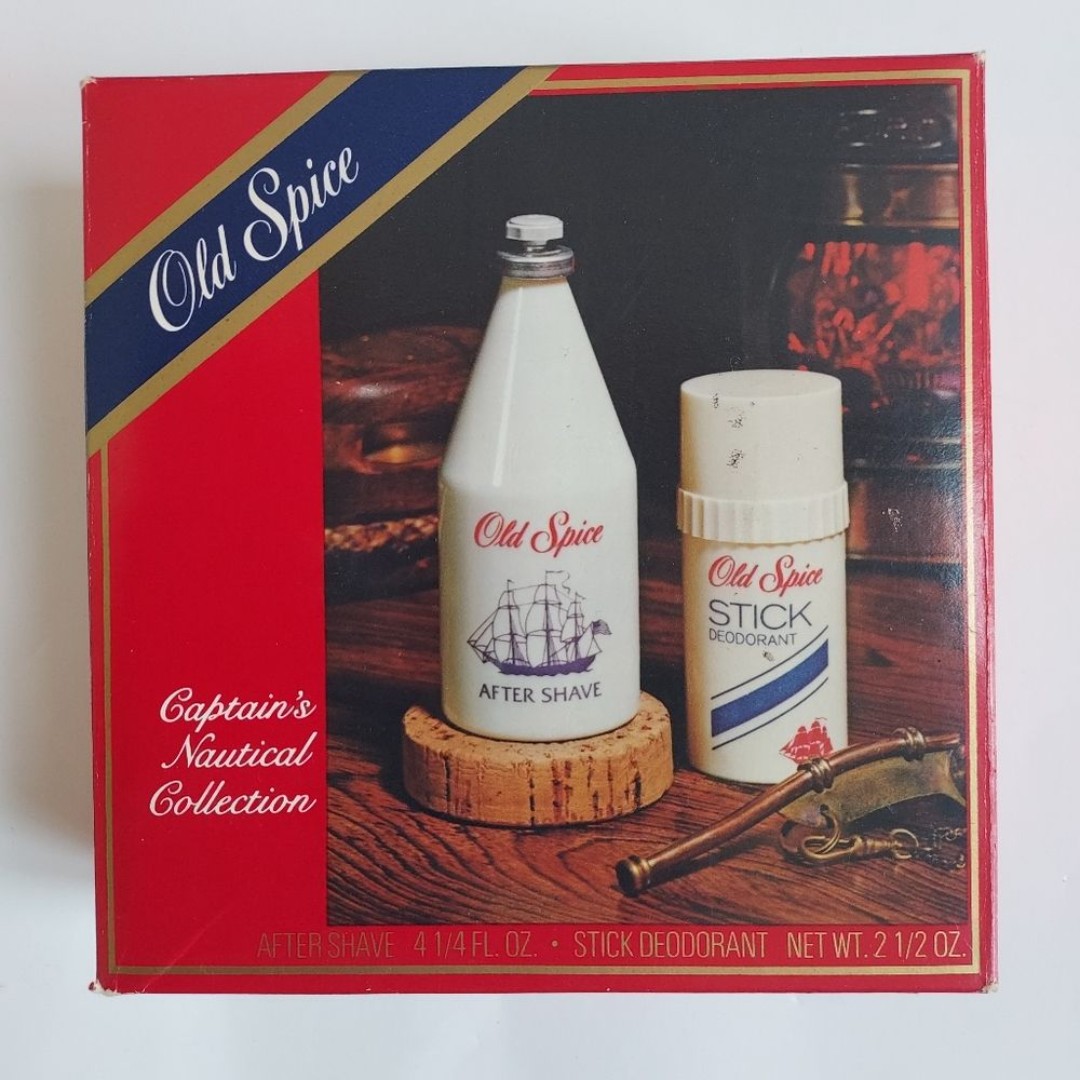 Old Spice
Old Spice
AFTER SHAVE
Old Spice
STICK
DEODORANT
Captain's
Nautical
Collection
AFTER SHAVE 4 1/4 FL. OZ. • STICK DEODORANT NET WT. 2 1/2 OZ.